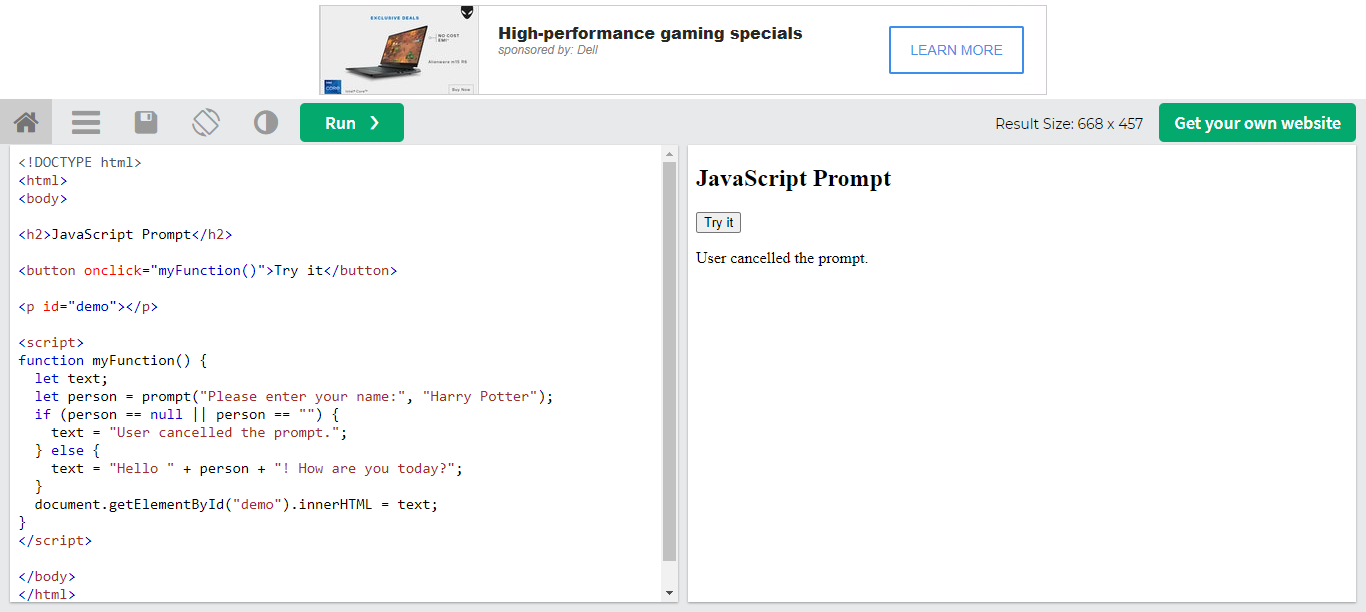 EXCLUSIVE DEALS
NO COST
EMI*
Alienware m15 R6
Buy Now
High-performance gaming specials
sponsored by: Dell
LEARN MORE
Run ❯
Result Size: 668 x 457
Get your own website
<!DOCTYPE html>
<html>
<body>
<h2>JavaScript Prompt</h2>
<button onclick="myFunction()">Try it</button>
<p id="demo"></p>
<script>
function myFunction() {
  let text;
  let person = prompt("Please enter your name:", "Harry Potter");
  if (person == null || person == "") {
    text = "User cancelled the prompt.";
  } else {
    text = "Hello " + person + "! How are you today?";
  }
  document.getElementById("demo").innerHTML = text;
}
</script>
</body>
</html>
JavaScript Prompt
Try it
User cancelled the prompt.